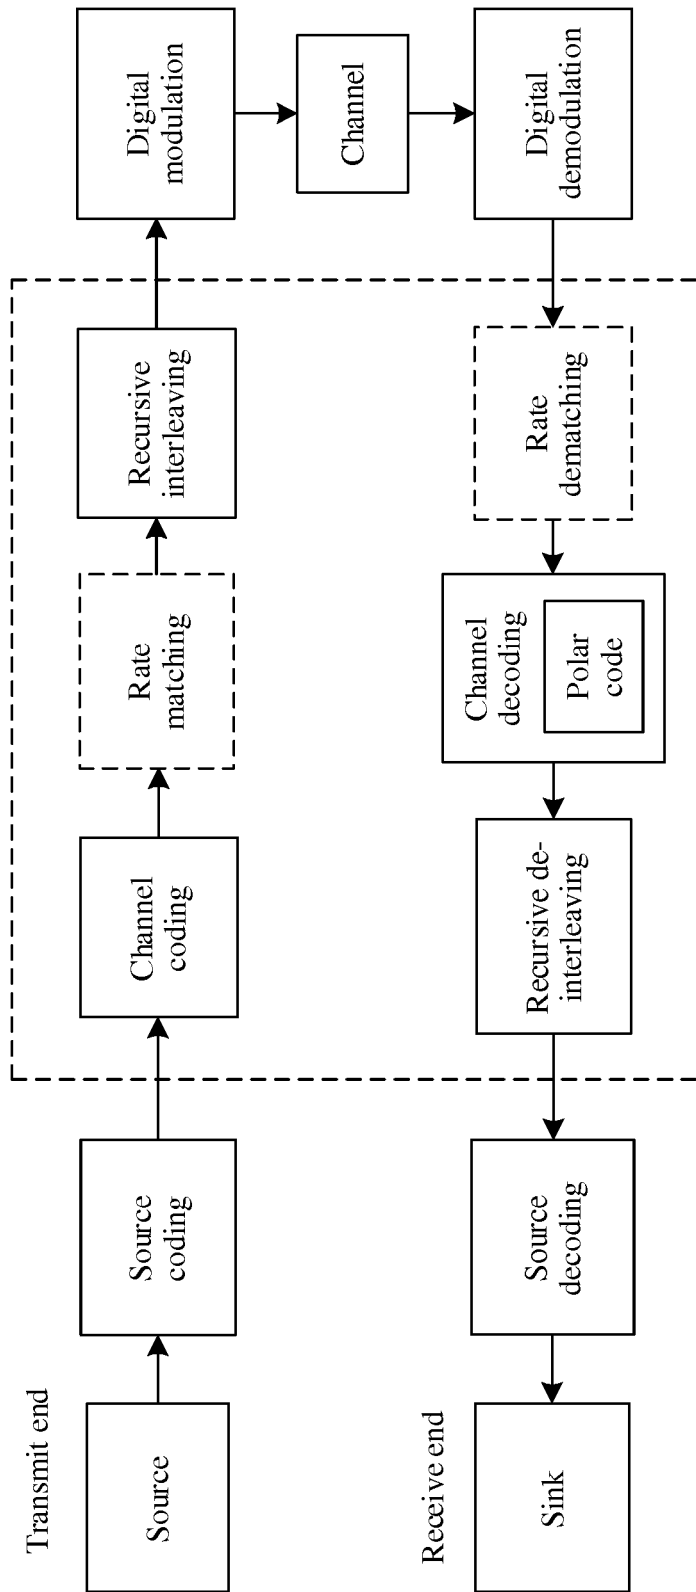 Transmit end
Source
Source
coding
Channel
coding
Rate
matching
Recursive
interleaving
Digital
modulation
Channel
Receive end
Sink
Source
decoding
Recursive de-
interleaving
Channel
decoding
Polar
code
Rate
dematching
Digital
demodulation